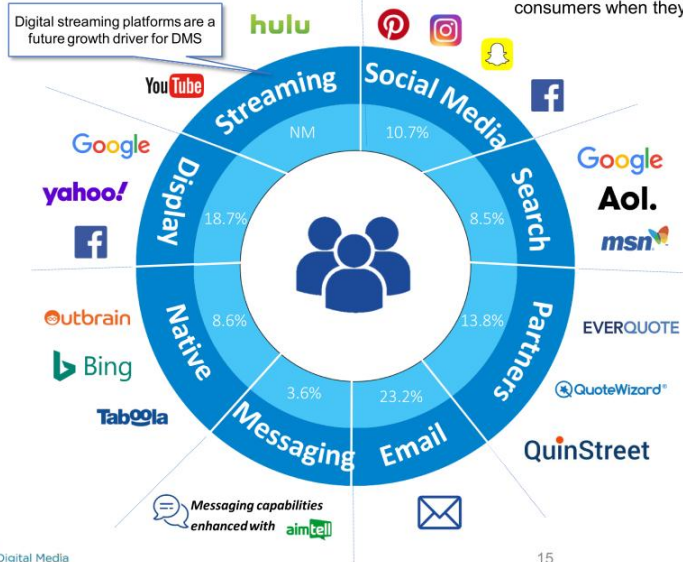 consumers when they
Digital streaming platforms are a
future growth driver for DMS
hulu
YouTube
Streaming
NM
Social Media
10.7%
Google
yahoo!
Display
18.7%
Search
8.5%
Google
Aol.
msn
Outbrain
Bing
Taboola
Native
8.6%
Partners
13.8%
EVERQUOTE
QuoteWizard®
QuinStreet
Messaging
3.6%
Email
23.2%
Messaging capabilities
enhanced with aimtell
Digital Media
15